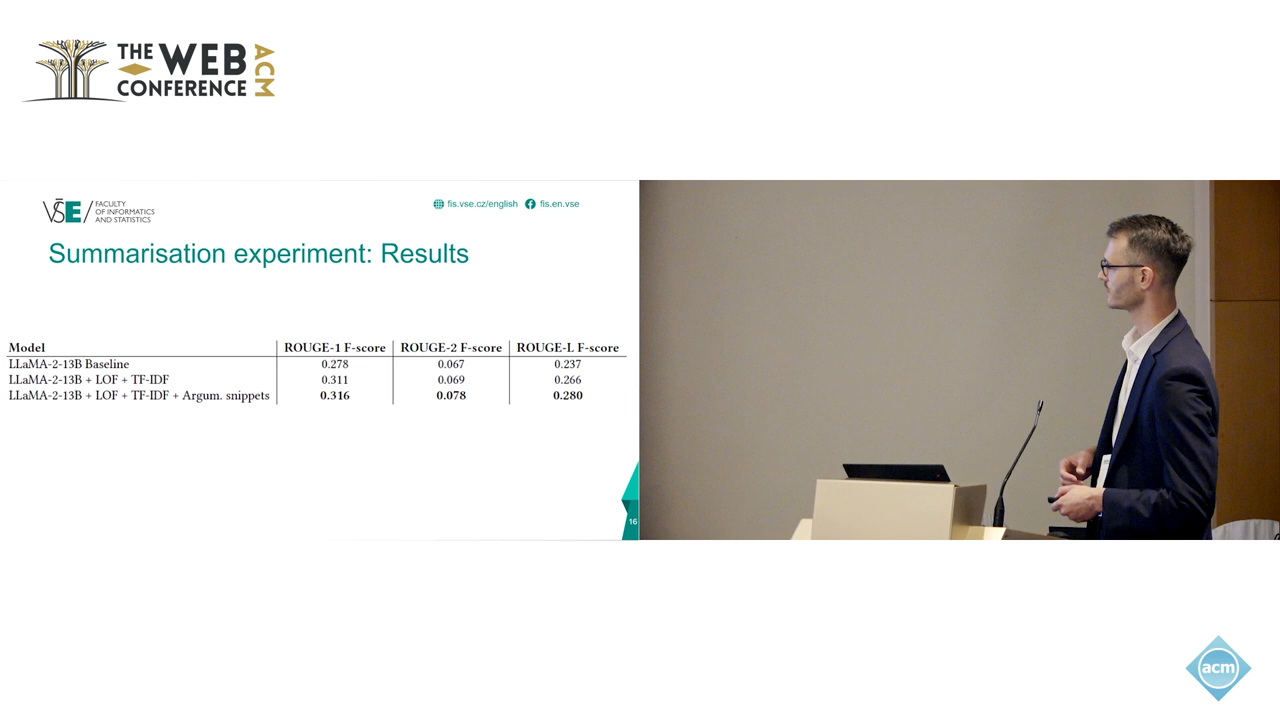 THE WEB
CONFERENCE
ACM
VŠE/
FACULTY
OF INFORMATICS
AND STATISTICS
fis.vse.cz/english fis.en.vse
Summarisation experiment: Results
Model ROUGE-1 F-score ROUGE-2 F-score ROUGE-L F-score
LLaMA-2-13B Baseline 0.278 0.067 0.237
LLaMA-2-13B + LOF + TF-IDF 0.311 0.069 0.266
LLaMA-2-13B + LOF + TF-IDF + Argum. snippets 0.316 0.078 0.280
16
acm